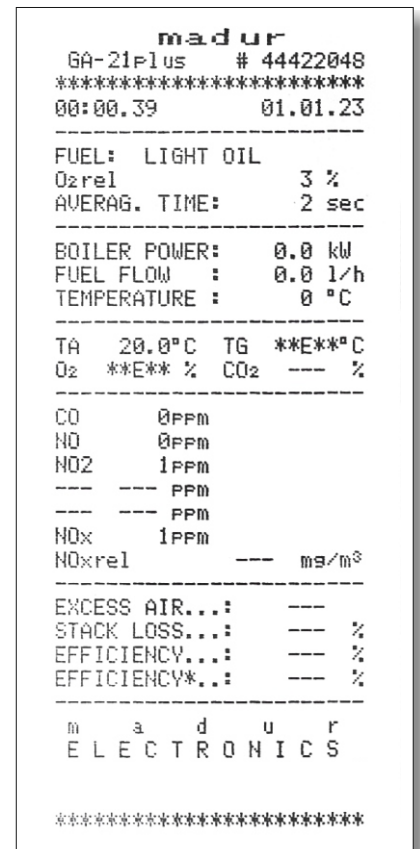 madur
GA-21plus # 44422048
*************************
00:00.39 01.01.23
-------------------------
FUEL: LIGHT OIL
O2rel 3 %
AVERAG. TIME: 2 sec
-------------------------
BOILER POWER: 0.0 kW
FUEL FLOW : 0.0 l/h
TEMPERATURE : 0 °C
-------------------------
TA 20.0°C TG **E**°C
O2 **E** % CO2 --- %
-------------------------
CO 0ppm
NO 0ppm
NO2 1ppm
--- --- ppm
--- --- ppm
NOx 1ppm
NOxrel --- mg/m³
-------------------------
EXCESS AIR...: ---
STACK LOSS...: --- %
EFFICIENCY...: --- %
EFFICIENCY*..: --- %
-------------------------
m a d u r
E L E C T R O N I C S
*************************